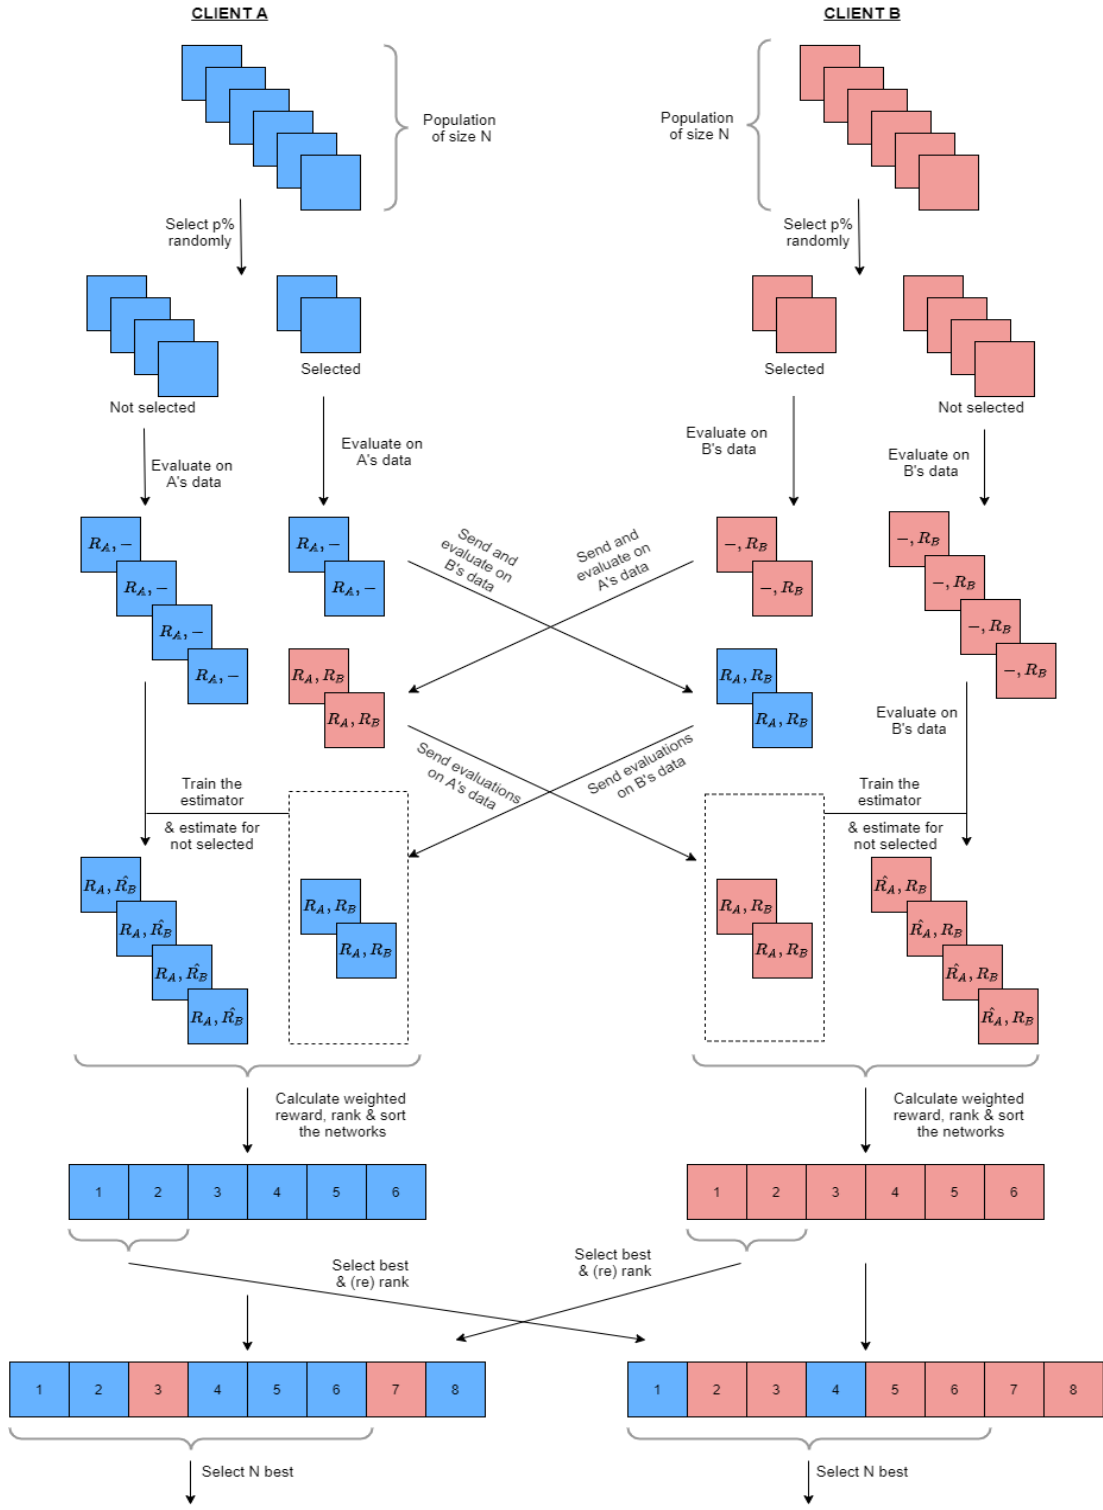 CLIENT A
CLIENT B
Population
of size N
Population
of size N
Select p%
randomly
Select p%
randomly
Selected
Not selected
Selected
Not selected
Evaluate on
A's data
Evaluate on
A's data
Evaluate on
B's data
Evaluate on
B's data
R_A, −
R_A, −
R_A, −
R_A, −
R_A, −
R_A, −
Send and
evaluate on
B's data
Send and
evaluate on
A's data
−, R_B
−, R_B
−, R_B
−, R_B
−, R_B
−, R_B
R_A, R_B
R_A, R_B
R_A, R_B
R_A, R_B
Evaluate on
B's data
Send evaluations
on A's data
Send evaluations
on B's data
Train the
estimator
& estimate for
not selected
Train the
estimator
& estimate for
not selected
R_A, R̂_B
R_A, R̂_B
R_A, R̂_B
R_A, R̂_B
R_A, R_B
R_A, R_B
R_A, R_B
R_A, R_B
R̂_A, R_B
R̂_A, R_B
R̂_A, R_B
R̂_A, R_B
Calculate weighted
reward, rank & sort
the networks
Calculate weighted
reward, rank & sort
the networks
1 2 3 4 5 6
1 2 3 4 5 6
Select best
& (re) rank
Select best
& (re) rank
1 2 3 4 5 6 7 8
1 2 3 4 5 6 7 8
Select N best
Select N best